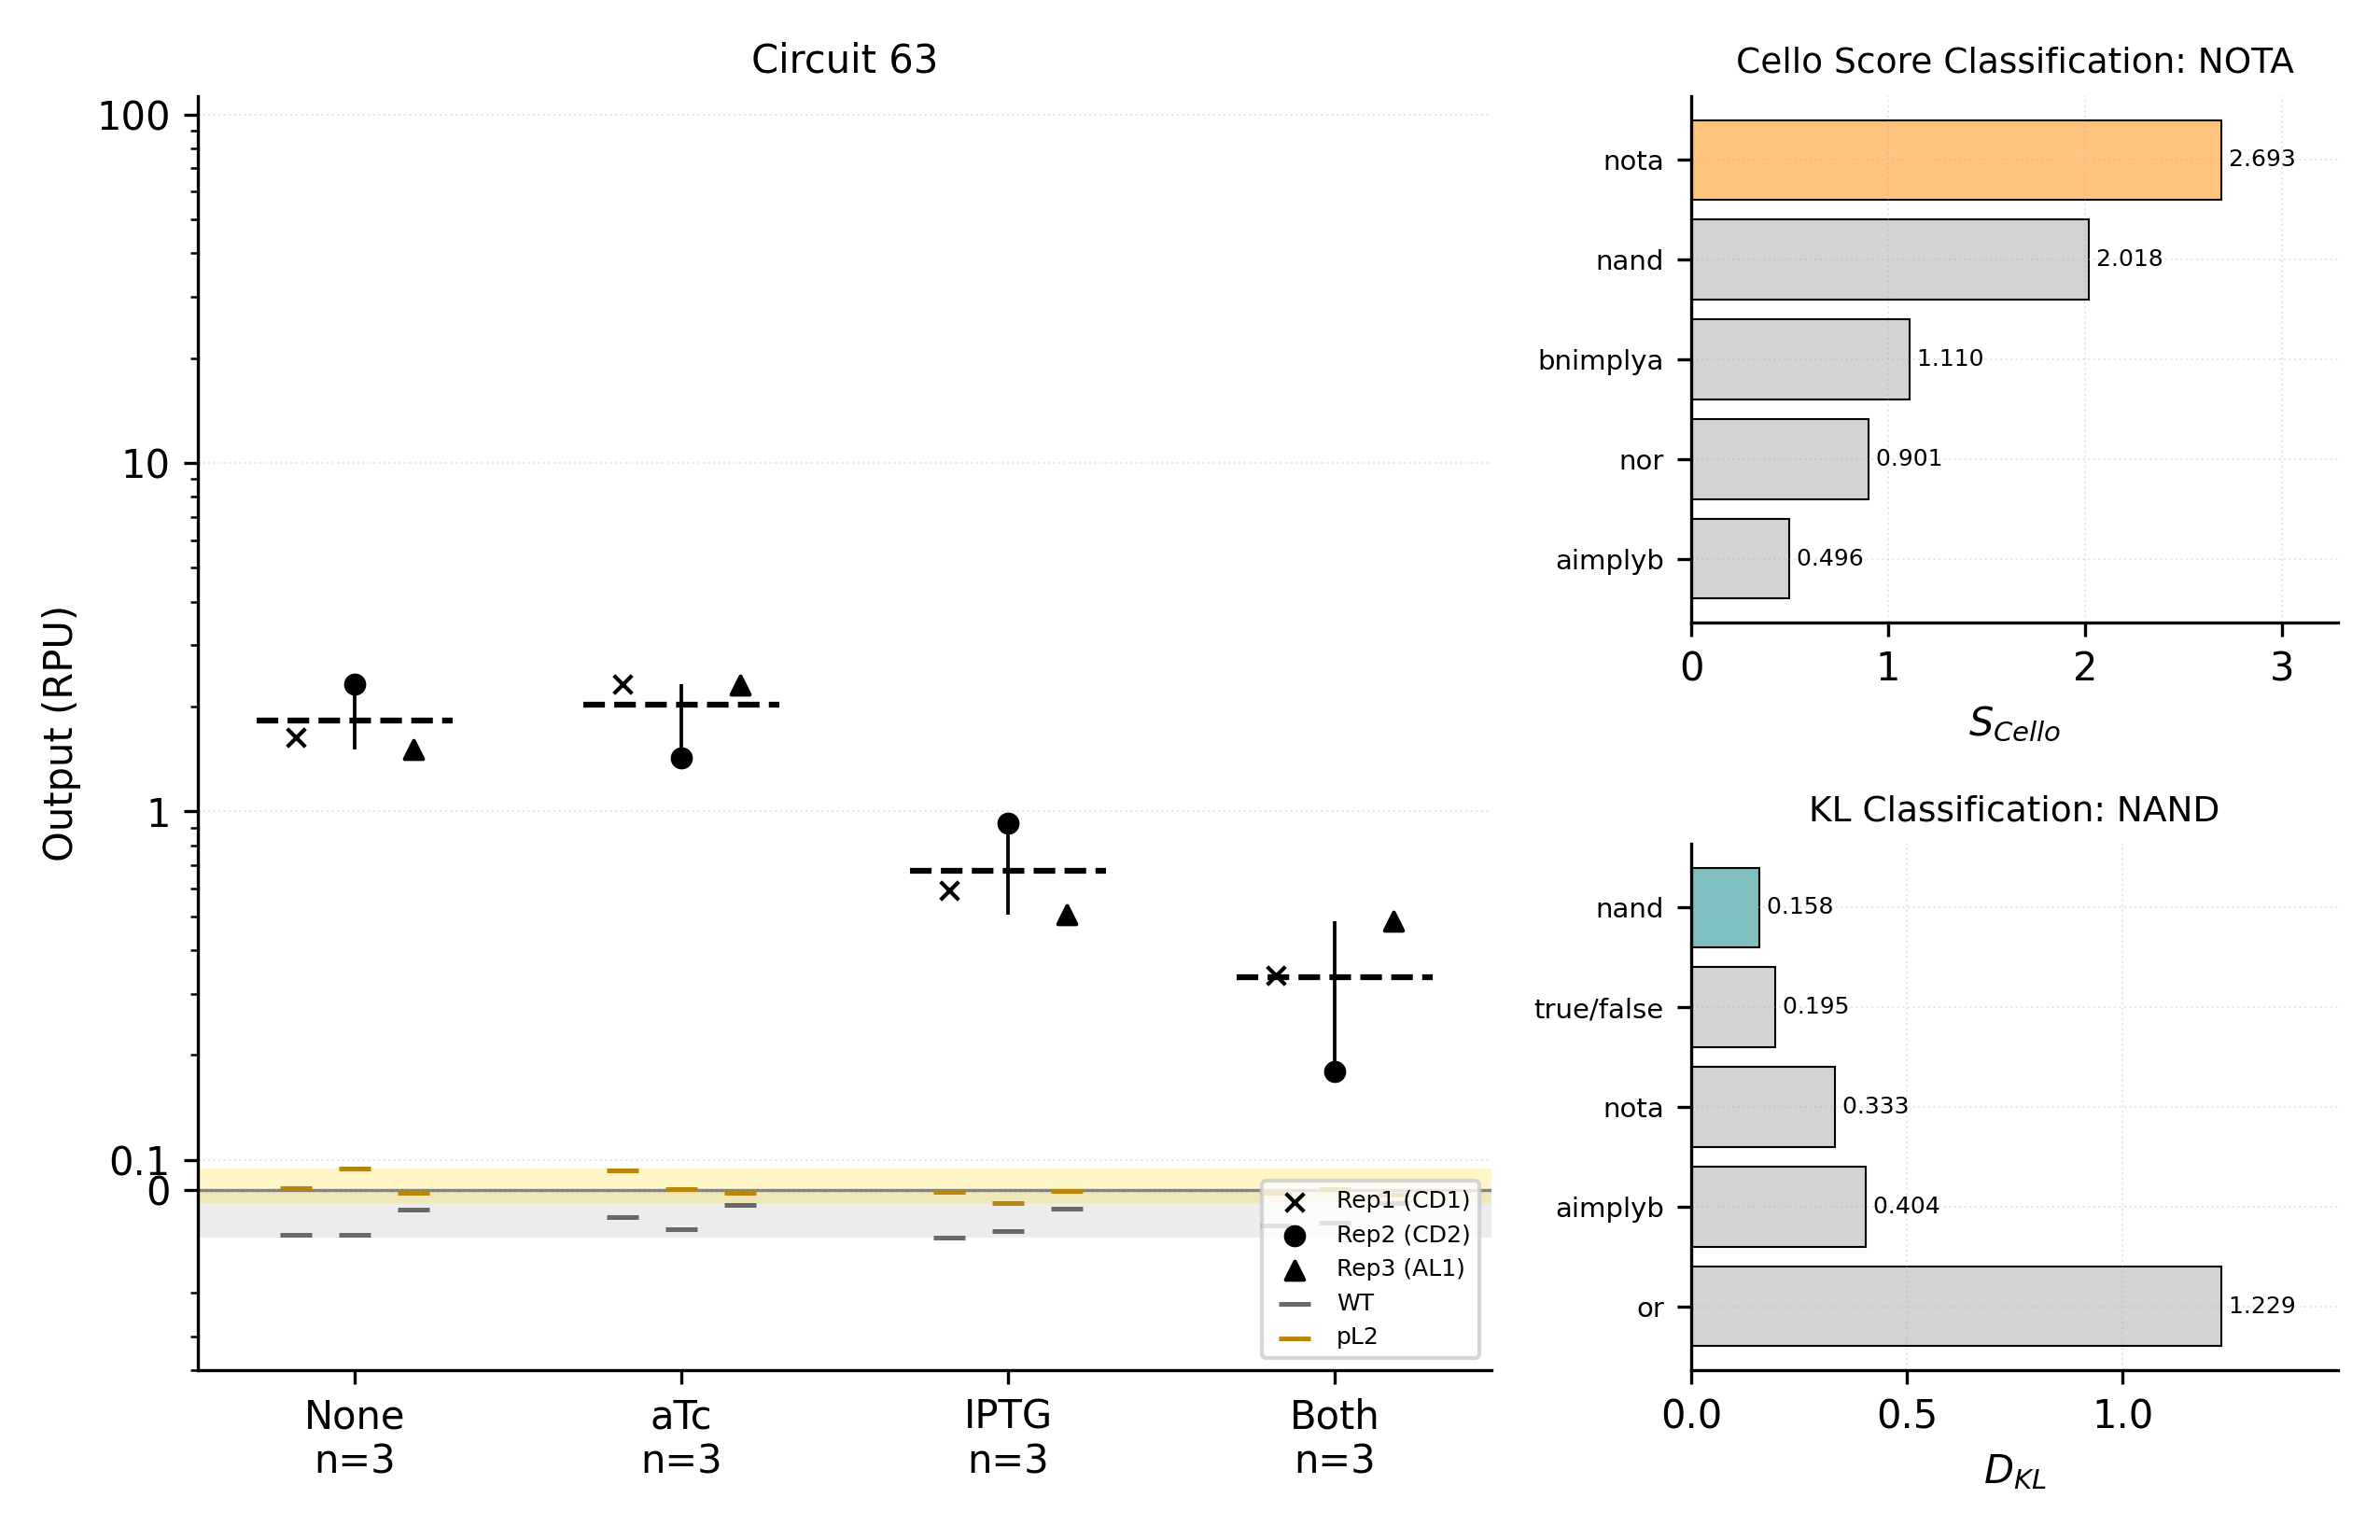 Circuit 63
Output (RPU)
100
10
1
0.1
0
None
n=3
aTc
n=3
IPTG
n=3
Both
n=3
Rep1 (CD1)
Rep2 (CD2)
Rep3 (AL1)
WT
pL2
Cello Score Classification: NOTA
nota
2.693
nand
2.018
bnimplya
1.110
nor
0.901
aimplyb
0.496
0 1 2 3
S_Cello
KL Classification: NAND
nand
0.158
true/false
0.195
nota
0.333
aimplyb
0.404
or
1.229
0.0 0.5 1.0
D_KL